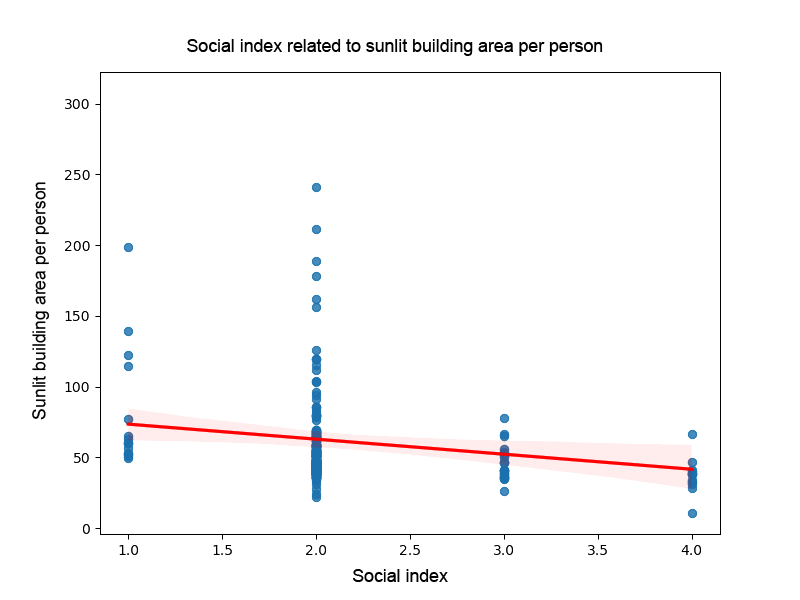 Social index related to sunlit building area per person
Sunlit building area per person
300
250
200
150
100
50
0
1.0 1.5 2.0 2.5 3.0 3.5 4.0
Social index